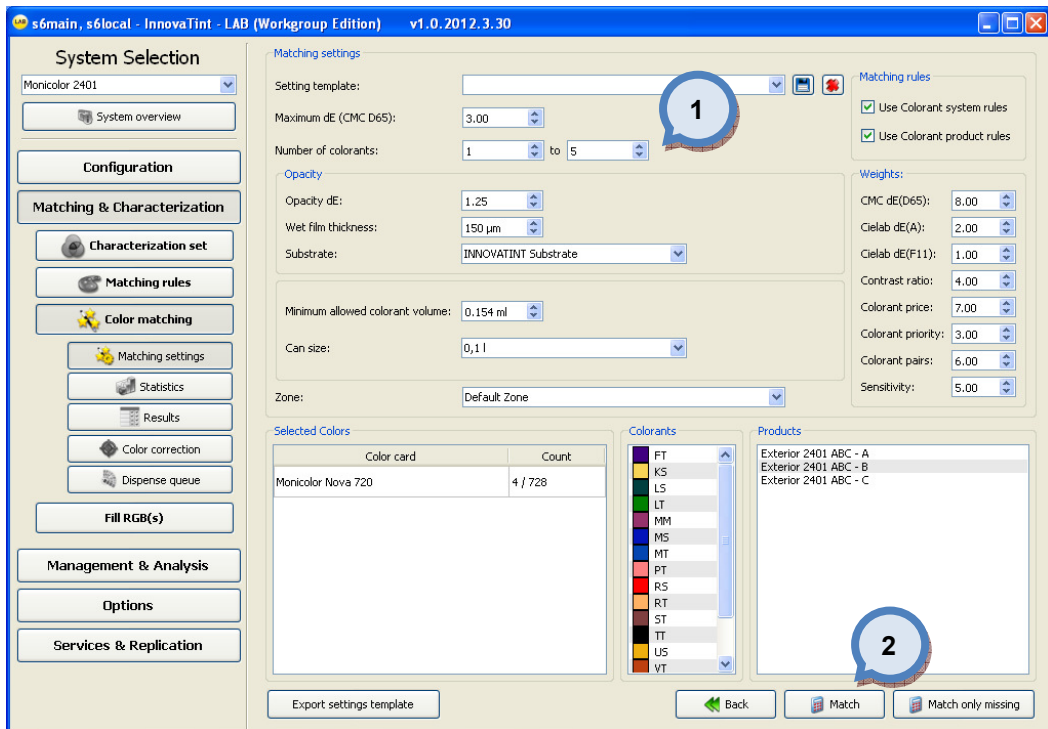 s6main, s6local - InnovaTint - LAB (Workgroup Edition) v1.0.2012.3.30
System Selection
Monicolor 2401
System overview
Configuration
Matching & Characterization
Characterization set
Matching rules
Color matching
Matching settings
Statistics
Results
Color correction
Dispense queue
Fill RGB(s)
Management & Analysis
Options
Services & Replication
Matching settings
Setting template:
Maximum dE (CMC D65): 3.00
Number of colorants: 1 to 5
1
Matching rules
Use Colorant system rules
Use Colorant product rules
Opacity
Opacity dE: 1.25
Wet film thickness: 150 µm
Substrate: INNOVATINT Substrate
Minimum allowed colorant volume: 0.154 ml
Can size: 0,1 l
Zone: Default Zone
Weights:
CMC dE(D65): 8.00
Cielab dE(A): 2.00
Cielab dE(F11): 1.00
Contrast ratio: 4.00
Colorant price: 7.00
Colorant priority: 3.00
Colorant pairs: 6.00
Sensitivity: 5.00
Selected Colors
Color card Count
Monicolor Nova 720 4 / 728
Colorants
FT
KS
LS
LT
MM
MS
MT
PT
RS
RT
ST
TT
US
VT
Products
Exterior 2401 ABC - A
Exterior 2401 ABC - B
Exterior 2401 ABC - C
2
Export settings template
Back
Match
Match only missing